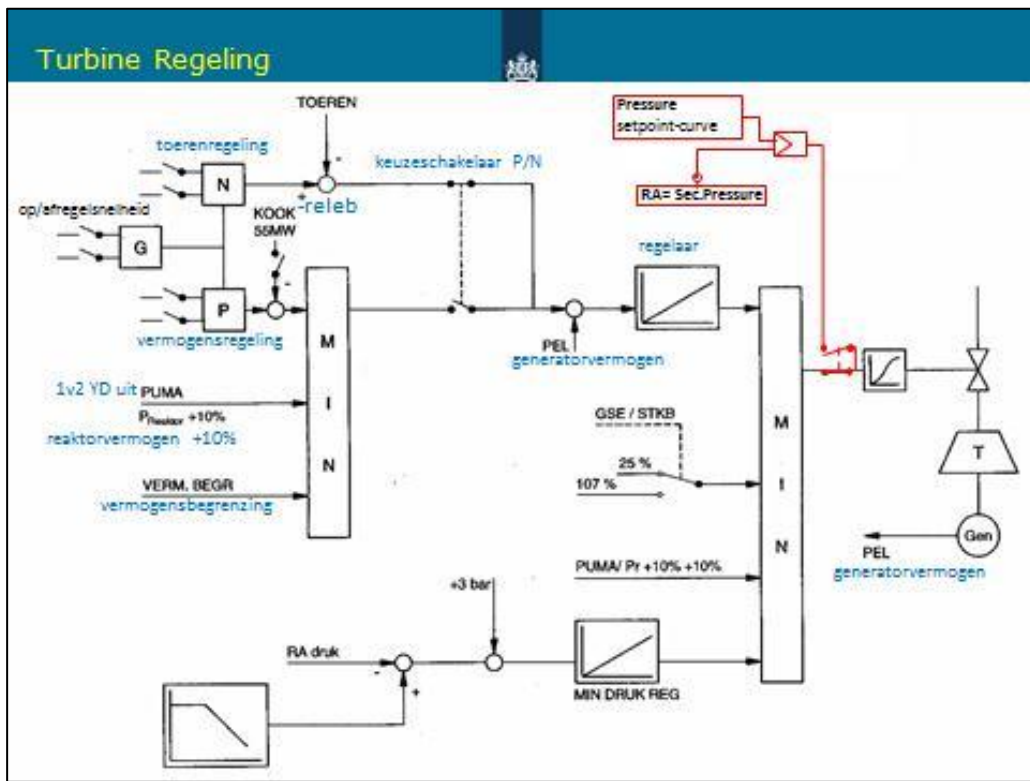 Turbine Regeling
TOEREN
Pressure
setpoint-curve
toerenregeling
-
keuzeschakelaar P/N
N
+
-releb
RA= Sec.Pressure
op/afregelsnelheid
KOOK
55MW
G
regelaar
-
P
M
I
N
vermogensregeling
PEL
generatorvermogen
1v2 YD uit
PUMA
P Reaktor +10%
reaktorvermogen +10%
GSE / STKB
M
I
N
T
25 %
107 %
VERM. BEGR
vermogensbegrenzing
Gen
PEL
generatorvermogen
PUMA/ Pr +10% +10%
+3 bar
RA druk
-
+
MIN DRUK REG